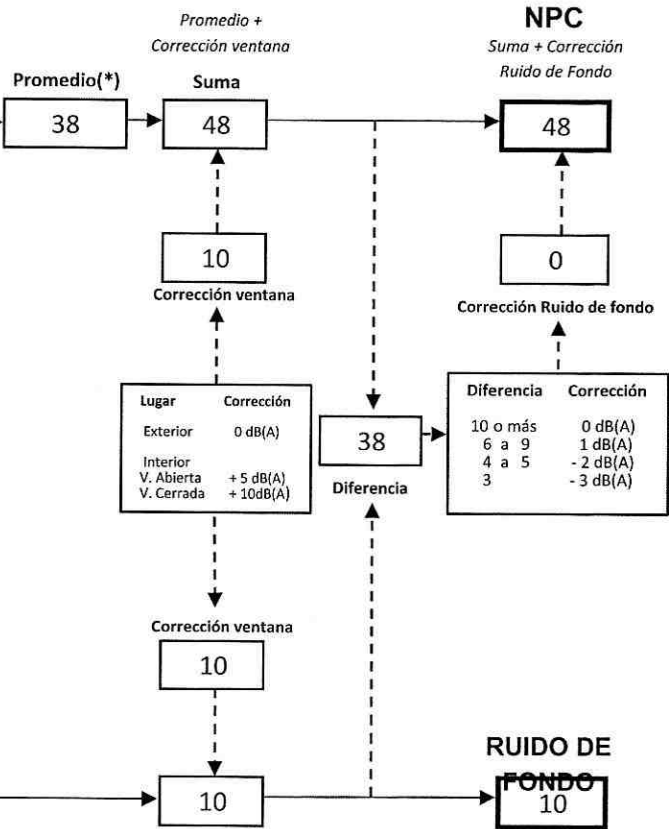 Promedio +
Corrección ventana
NPC
Suma + Corrección
Ruido de Fondo
Promedio(*)
Suma
38
48
48
10
0
Corrección ventana
Corrección Ruido de fondo
Lugar Corrección
Exterior 0 dB(A)
Interior
V. Abierta + 5 dB(A)
V. Cerrada + 10dB(A)
38
Diferencia
Diferencia Corrección
10 o más 0 dB(A)
6 a 9 1 dB(A)
4 a 5 - 2 dB(A)
3 - 3 dB(A)
Corrección ventana
10
RUIDO DE
FONDO
10
10